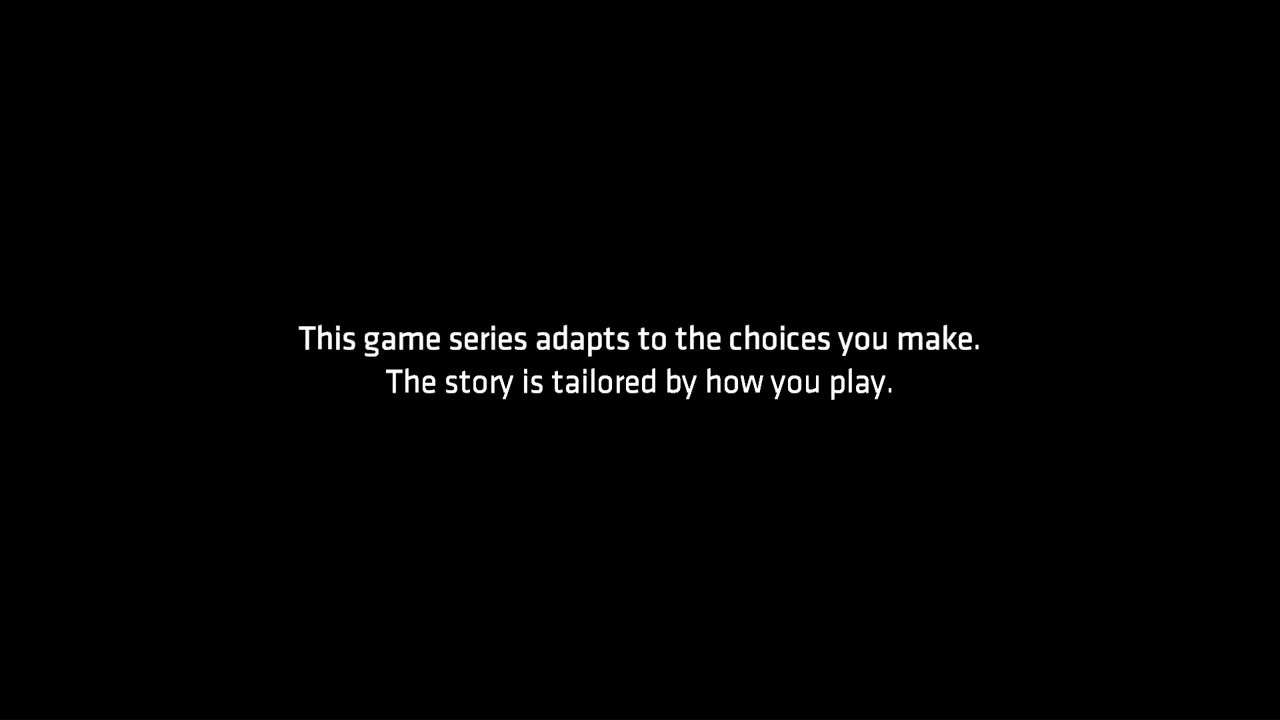 This game series adapts to the choices you make.
The story is tailored by how you play.